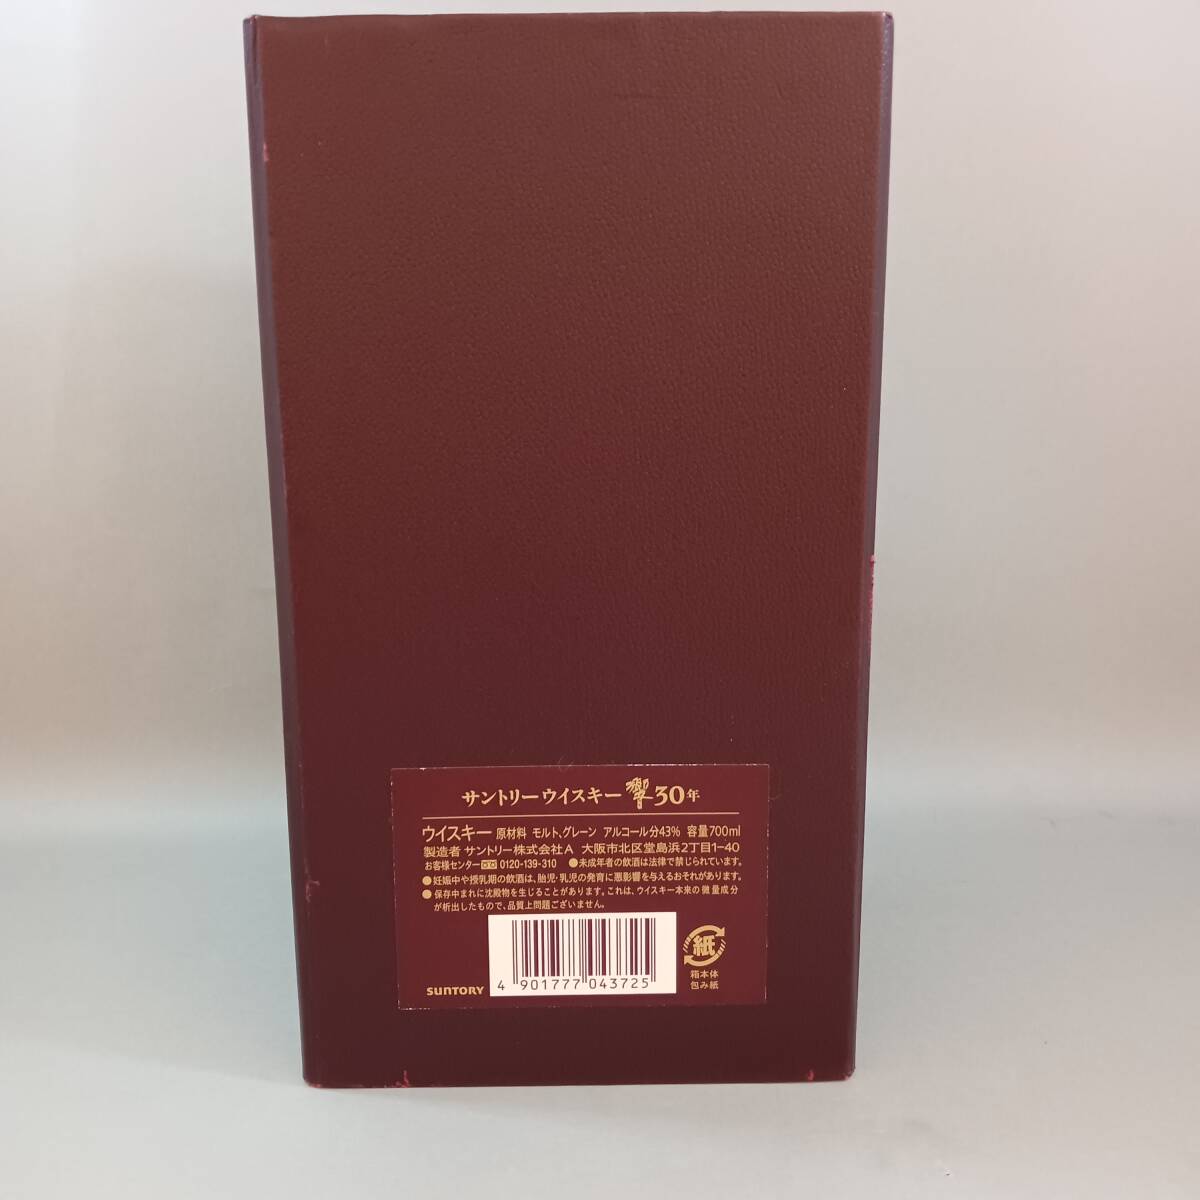 サントリーウイスキー 響 30年
ウイスキー 原材料 モルト、グレーン アルコール分43% 容量700ml
製造者 サントリー株式会社A 大阪市北区堂島浜2丁目1-40
お客様センター 0120-139-310 ●未成年者の飲酒は法律で禁じられています。
●妊娠中や授乳期の飲酒は、胎児・乳児の発育に悪影響を与えるおそれがあります。
●保存中まれに沈殿物を生じることがあります。これは、ウイスキー本来の微量成分
が析出したもので、品質上問題ございません。
SUNTORY
4 901777 043725
紙
箱本体
包み紙